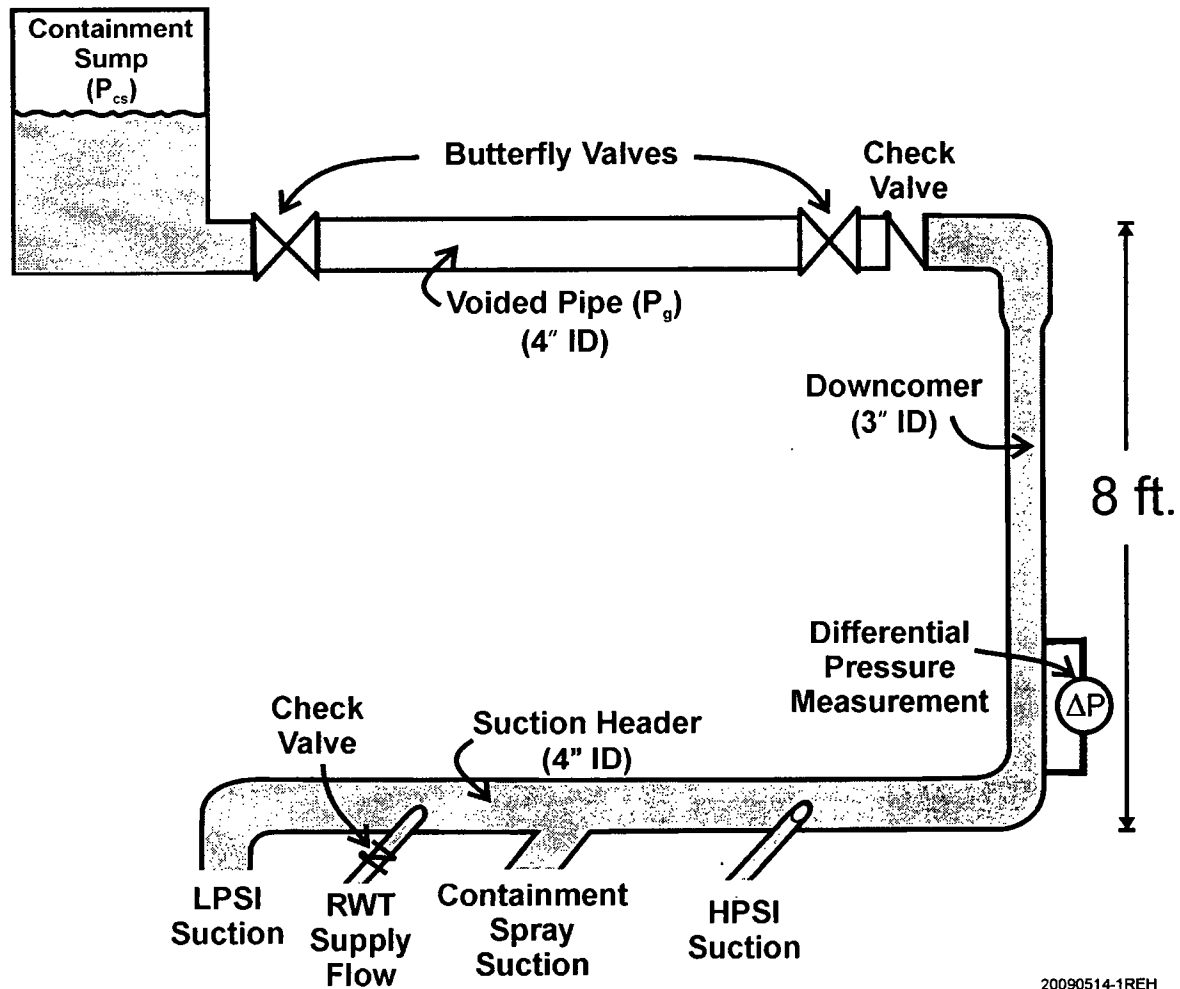 Containment
Sump
(Pcs)
Butterfly Valves
Check
Valve
Voided Pipe (Pg)
(4" ID)
Downcomer
(3" ID)
8 ft.
Differential
Pressure
Measurement
ΔP
Check
Valve
Suction Header
(4" ID)
LPSI
Suction
RWT
Supply
Flow
Containment
Spray
Suction
HPSI
Suction
20090514-1REH